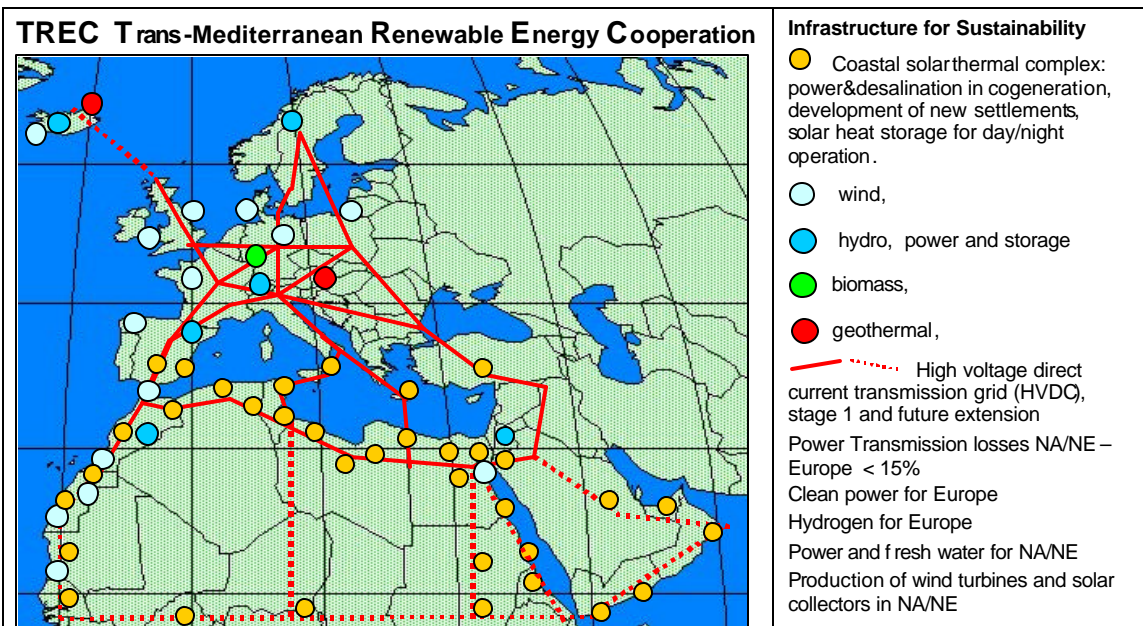 TREC Trans-Mediterranean Renewable Energy Cooperation
Infrastructure for Sustainability
Coastal solar thermal complex:
power&desalination in cogeneration,
development of new settlements,
solar heat storage for day/night
operation.
wind,
hydro, power and storage
biomass,
geothermal,
High voltage direct
current transmission grid (HVDC),
stage 1 and future extension
Power Transmission losses NA/NE –
Europe < 15%
Clean power for Europe
Hydrogen for Europe
Power and fresh water for NA/NE
Production of wind turbines and solar
collectors in NA/NE